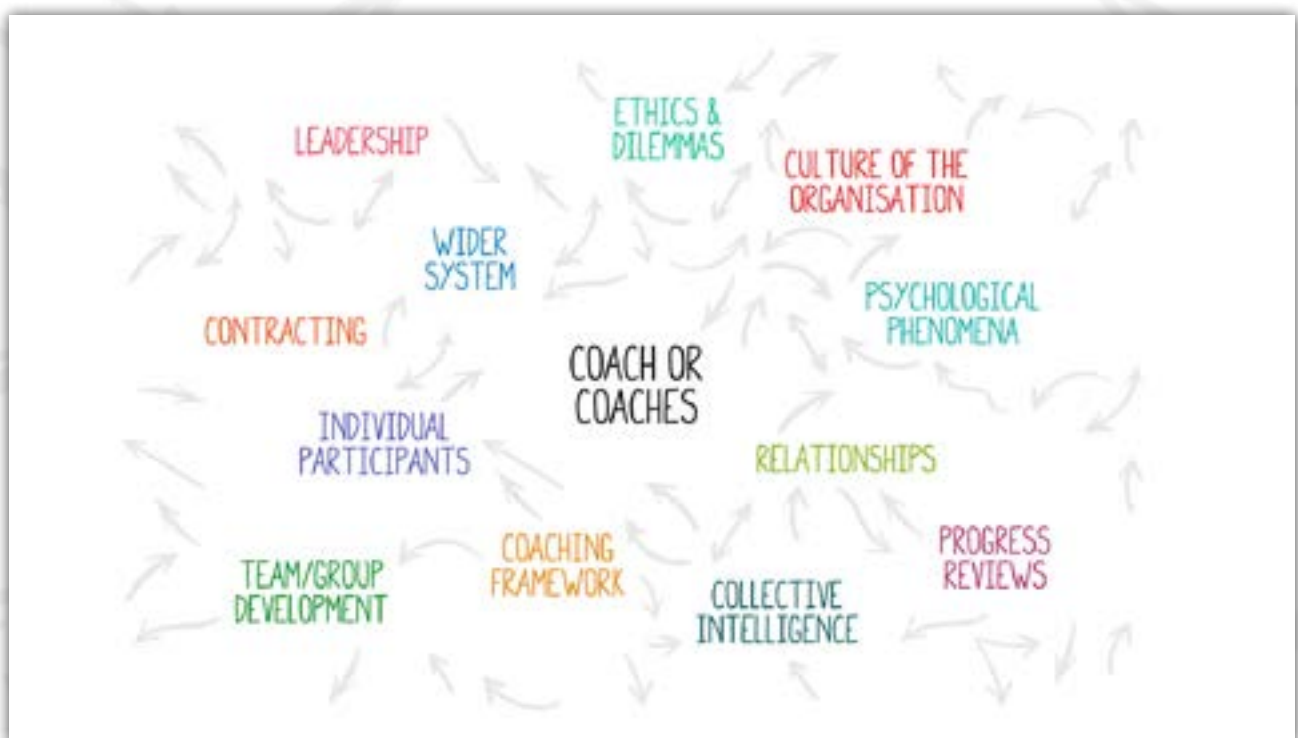 LEADERSHIP
ETHICS &
DILEMMAS
CULTURE OF THE
ORGANISATION
WIDER
SYSTEM
PSYCHOLOGICAL
PHENOMENA
CONTRACTING
COACH OR
COACHES
INDIVIDUAL
PARTICIPANTS
RELATIONSHIPS
TEAM/GROUP
DEVELOPMENT
COACHING
FRAMEWORK
COLLECTIVE
INTELLIGENCE
PROGRESS
REVIEWS